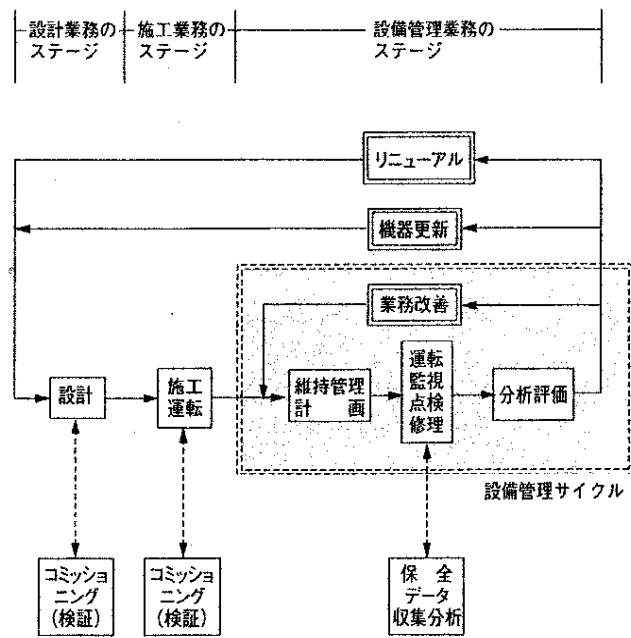 設計業務の
ステージ
施工業務の
ステージ
設備管理業務の
ステージ
リニューアル
機器更新
業務改善
設計
施工
運転
維持管理
計画
運転
監視
点検
修理
分析評価
設備管理サイクル
コミッショ
ニング
(検証)
コミッショ
ニング
(検証)
保全
データ
収集分析